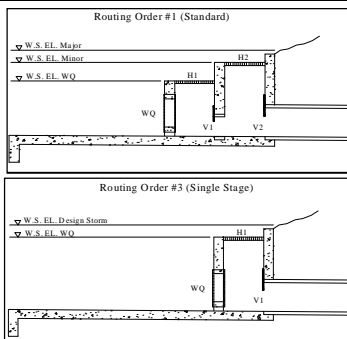 Routing Order #1 (Standard)
W.S. EL. Major
H2
W.S. EL. Minor
W.S. EL. WQ
H1
WQ
V1
V2
Routing Order #3 (Single Stage)
W.S. EL. Design Storm
W.S. EL. WQ
H1
WQ
V1